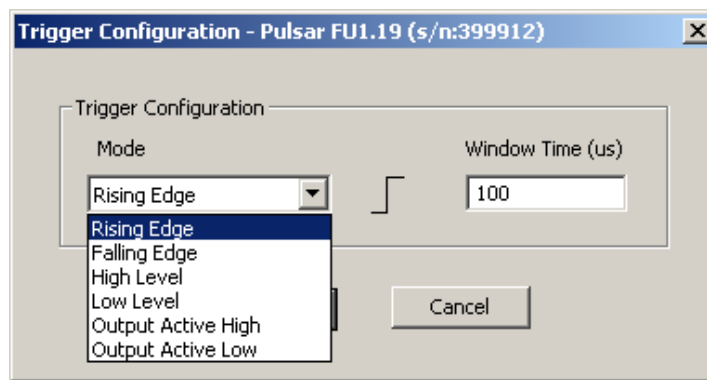 Trigger Configuration - Pulsar FU1.19 (s/n:399912)
Trigger Configuration
Mode
Window Time (us)
Rising Edge
100
Rising Edge
Falling Edge
High Level
Low Level
Output Active High
Output Active Low
Cancel